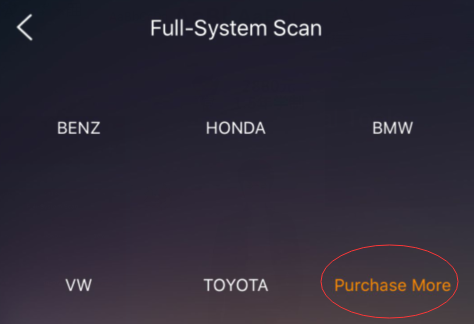 Full-System Scan
BENZ HONDA BMW
VW TOYOTA Purchase More